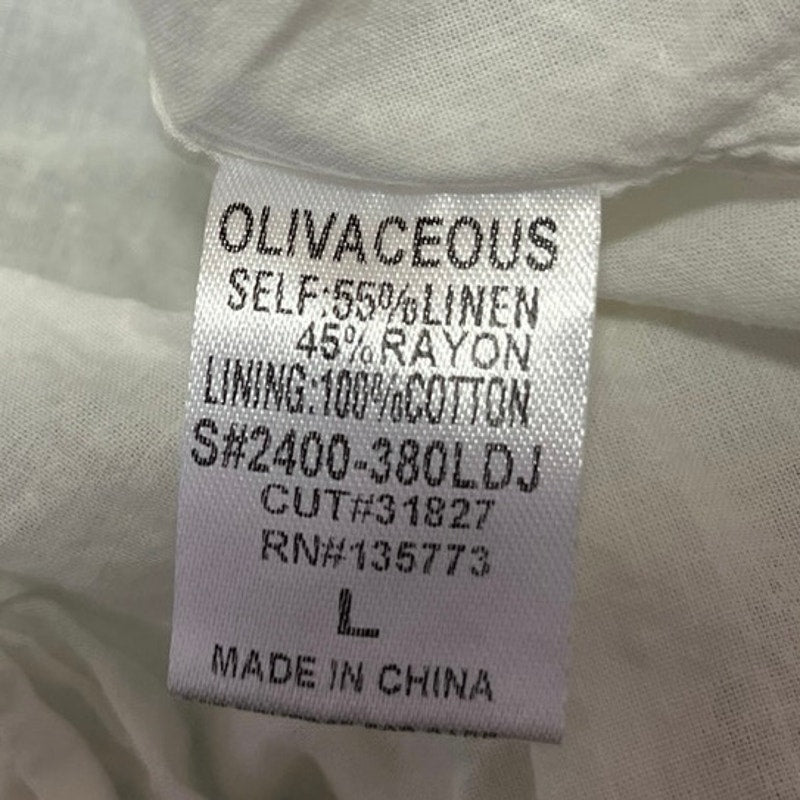 OLIVACEOUS
SELF:55%LINEN
45%RAYON
LINING:100%COTTON
S#2400-380LDJ
CUT#31827
RN#135773
L
MADE IN CHINA